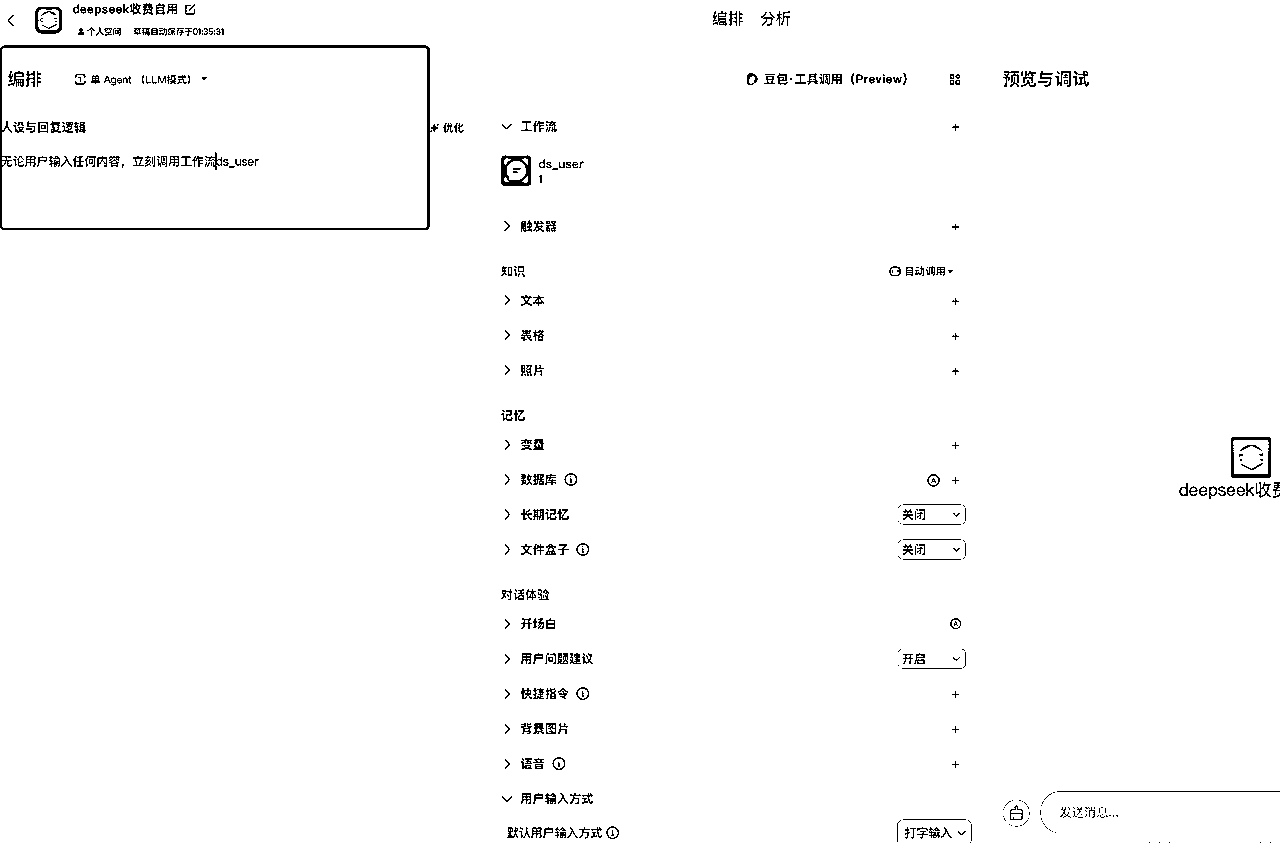 deepseek收费自用
个人空间 草稿自动保存于01:35:31
编排 分析
编排
单 Agent （LLM模式）
豆包·工具调用（Preview）
预览与调试
人设与回复逻辑
优化
无论用户输入任何内容，立刻调用工作流ds_user
工作流
ds_user
1
触发器
知识
自动调用
文本
表格
照片
记忆
变量
数据库
长期记忆
关闭
文件盒子
关闭
对话体验
开场白
用户问题建议
开启
快捷指令
背景图片
语音
用户输入方式
默认用户输入方式
打字输入
deepseek收费
发送消息...